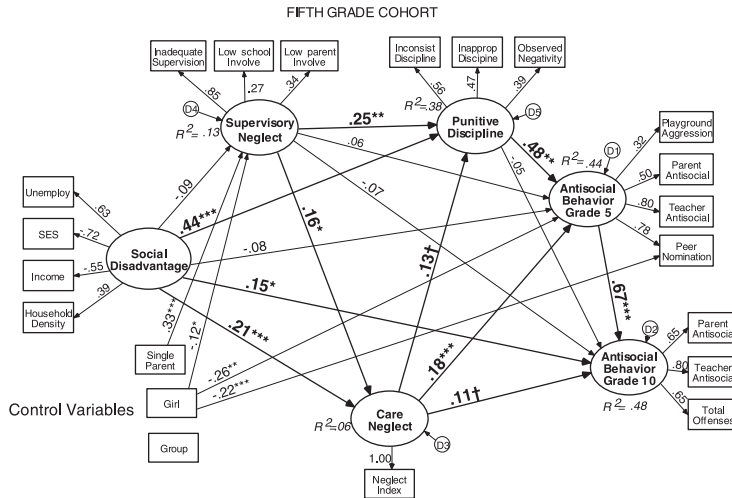 FIFTH GRADE COHORT
Inadequate
Supervision
Low school
Involve
Low parent
Involve
Inconsist
Discipline
Inapprop
Discipine
Observed
Negativity
.85
.27
.34
.56
.47
.39
D4
R²= .13
Supervisory
Neglect
.25**
R²=.38
Punitive
Discipline
D5
.06
.48**
-.05
-.07
D1
R²= .44
Antisocial
Behavior
Grade 5
.32
.50
.80
.78
Playground
Aggression
Parent
Antisocial
Teacher
Antisocial
Peer
Nomination
Unemploy
SES
Income
Household
Density
.63
-.72
-.55
.39
Social
Disadvantage
-.09
.44***
.16*
.13†
-.08
.15*
.21***
.33***
-.12*
-.26**
-.22***
.18***
.11†
.67***
Single
Parent
Control Variables
Girl
Group
R²=.06
Care
Neglect
D3
1.00
Neglect
Index
D2
Antisocial
Behavior
Grade 10
R²= .48
.65
.80
.65
Parent
Antisocial
Teacher
Antisocial
Total
Offenses